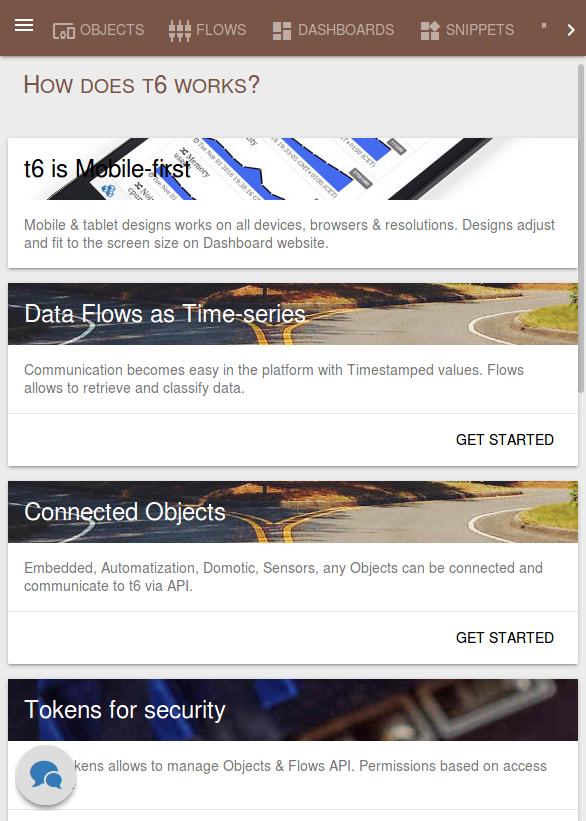 OBJECTS FLOWS DASHBOARDS SNIPPETS
How does t6 works?
t6 is Mobile-first
Mobile & tablet designs works on all devices, browsers & resolutions. Designs adjust
and fit to the screen size on Dashboard website.
Data Flows as Time-series
Communication becomes easy in the platform with Timestamped values. Flows
allows to retrieve and classify data.
GET STARTED
Connected Objects
Embedded, Automatization, Domotic, Sensors, any Objects can be connected and
communicate to t6 via API.
GET STARTED
Tokens for security
allows to manage Objects & Flows API. Permissions based on access